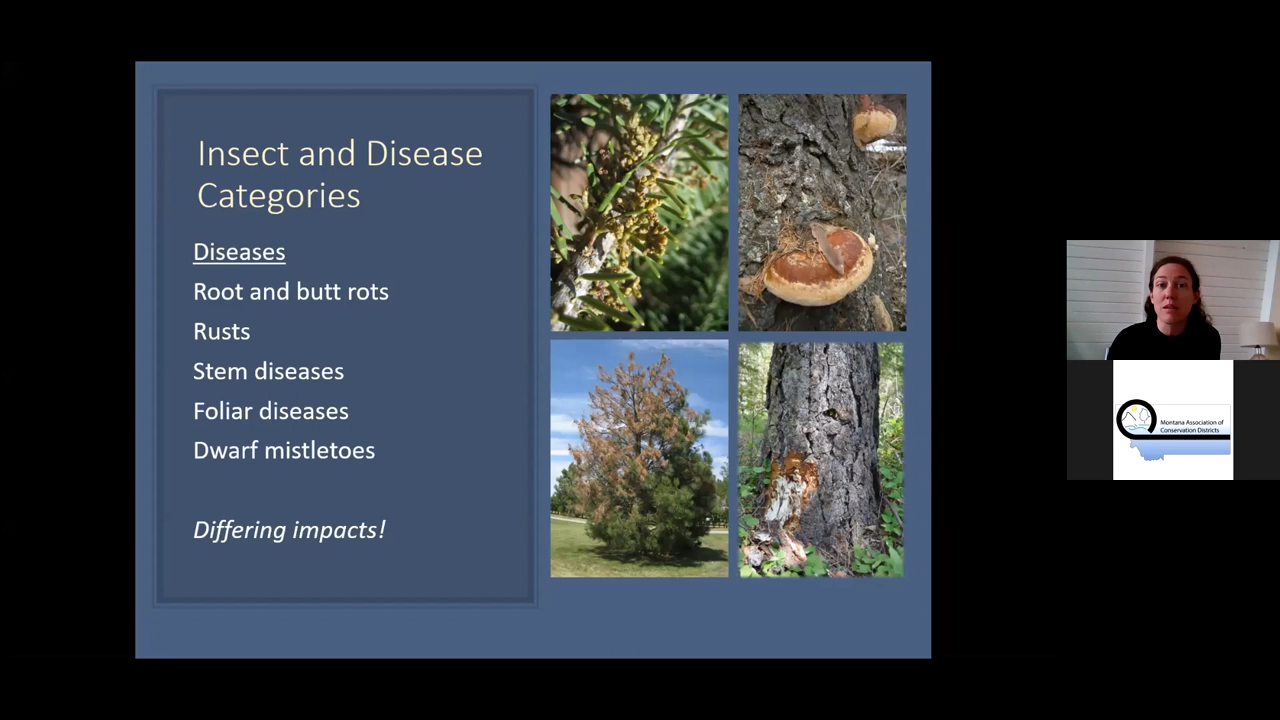 Insect and Disease
Categories
Diseases
Root and butt rots
Rusts
Stem diseases
Foliar diseases
Dwarf mistletoes
Differing impacts!
Montana Association of
Conservation Districts